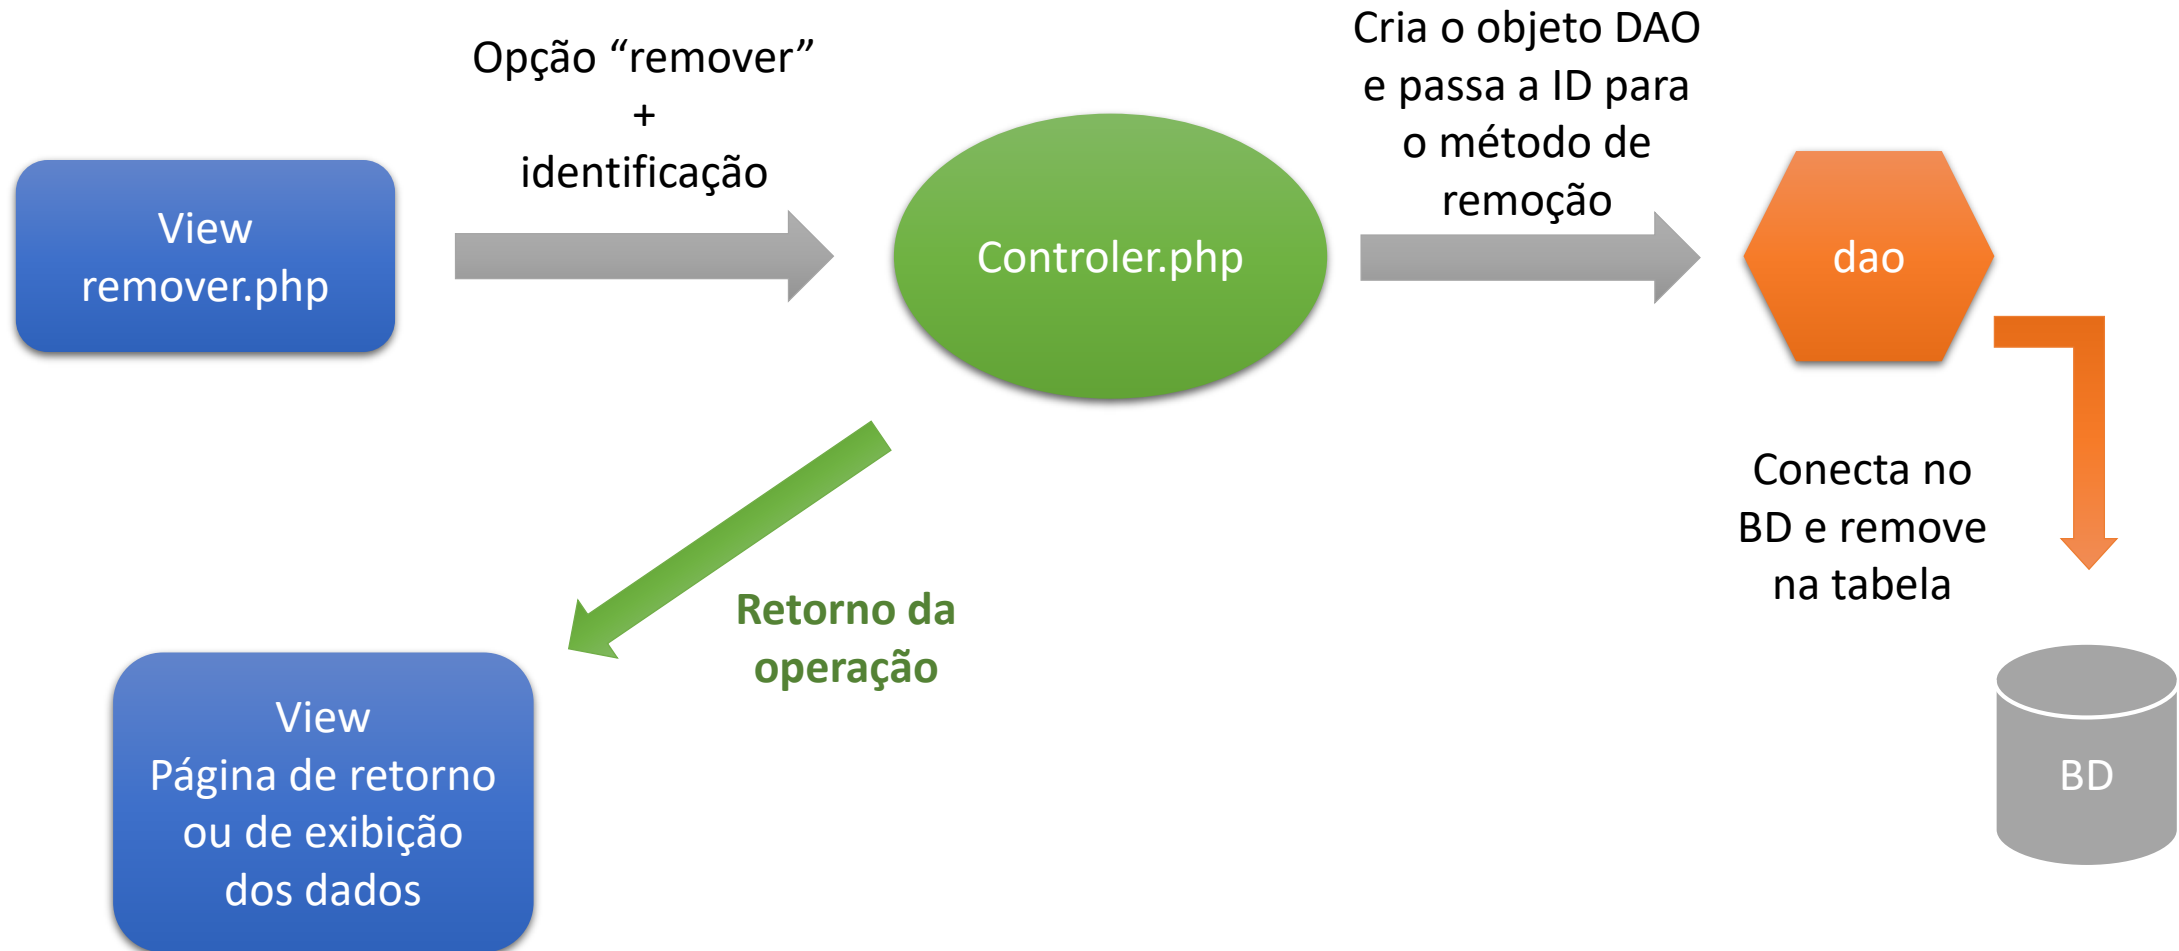 Opção “remover”
+
identificação
Cria o objeto DAO
e passa a ID para
o método de
remoção
View
remover.php
Controler.php
dao
Conecta no
BD e remove
na tabela
Retorno da
operação
View
Página de retorno
ou de exibição
dos dados
BD